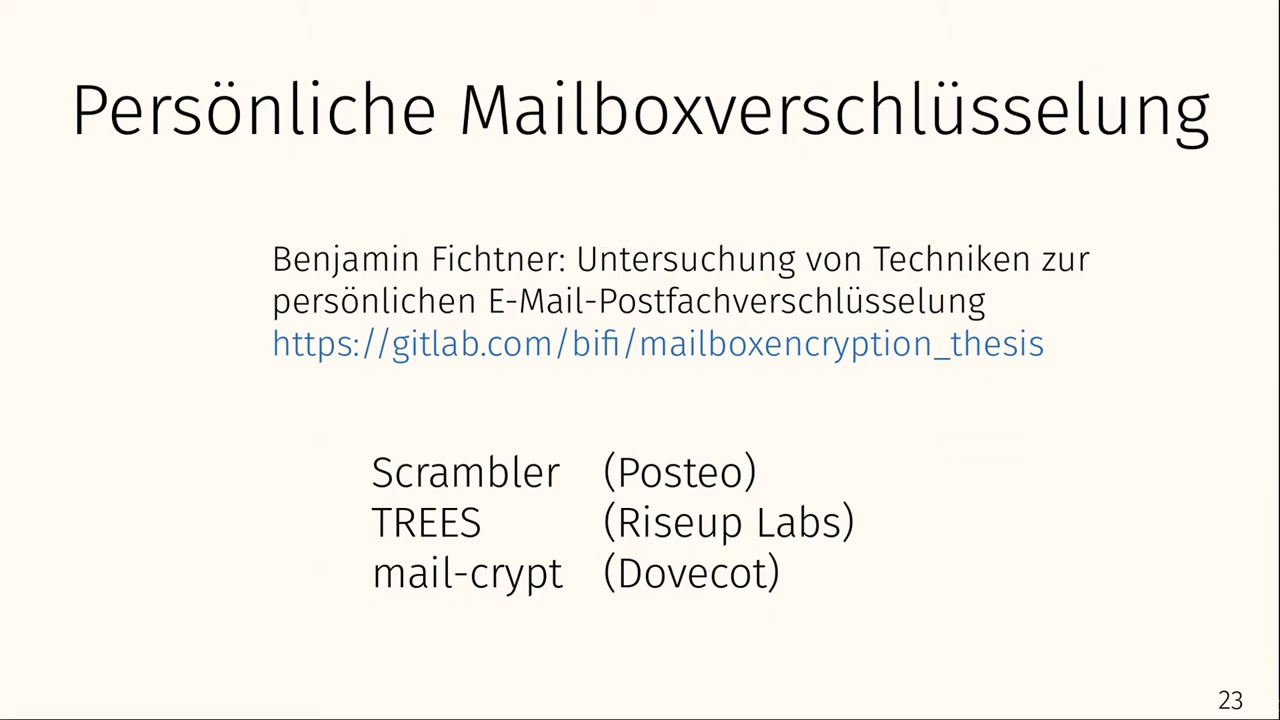 Persönliche Mailboxverschlüsselung
Benjamin Fichtner: Untersuchung von Techniken zur
persönlichen E-Mail-Postfachverschlüsselung
https://gitlab.com/bifi/mailboxencryption_thesis
Scrambler (Posteo)
TREES (Riseup Labs)
mail-crypt (Dovecot)
23